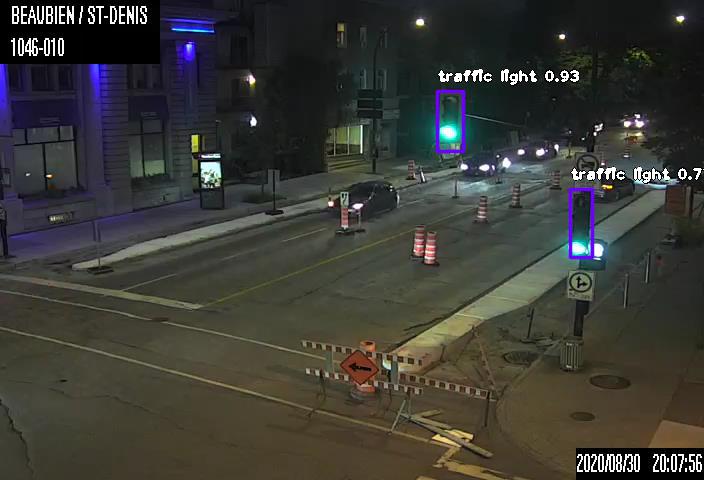 BEAUBIEN / ST-DENIS
1046-010
traffic light 0.93
traffic light 0.7
2020/08/30 20:07:56